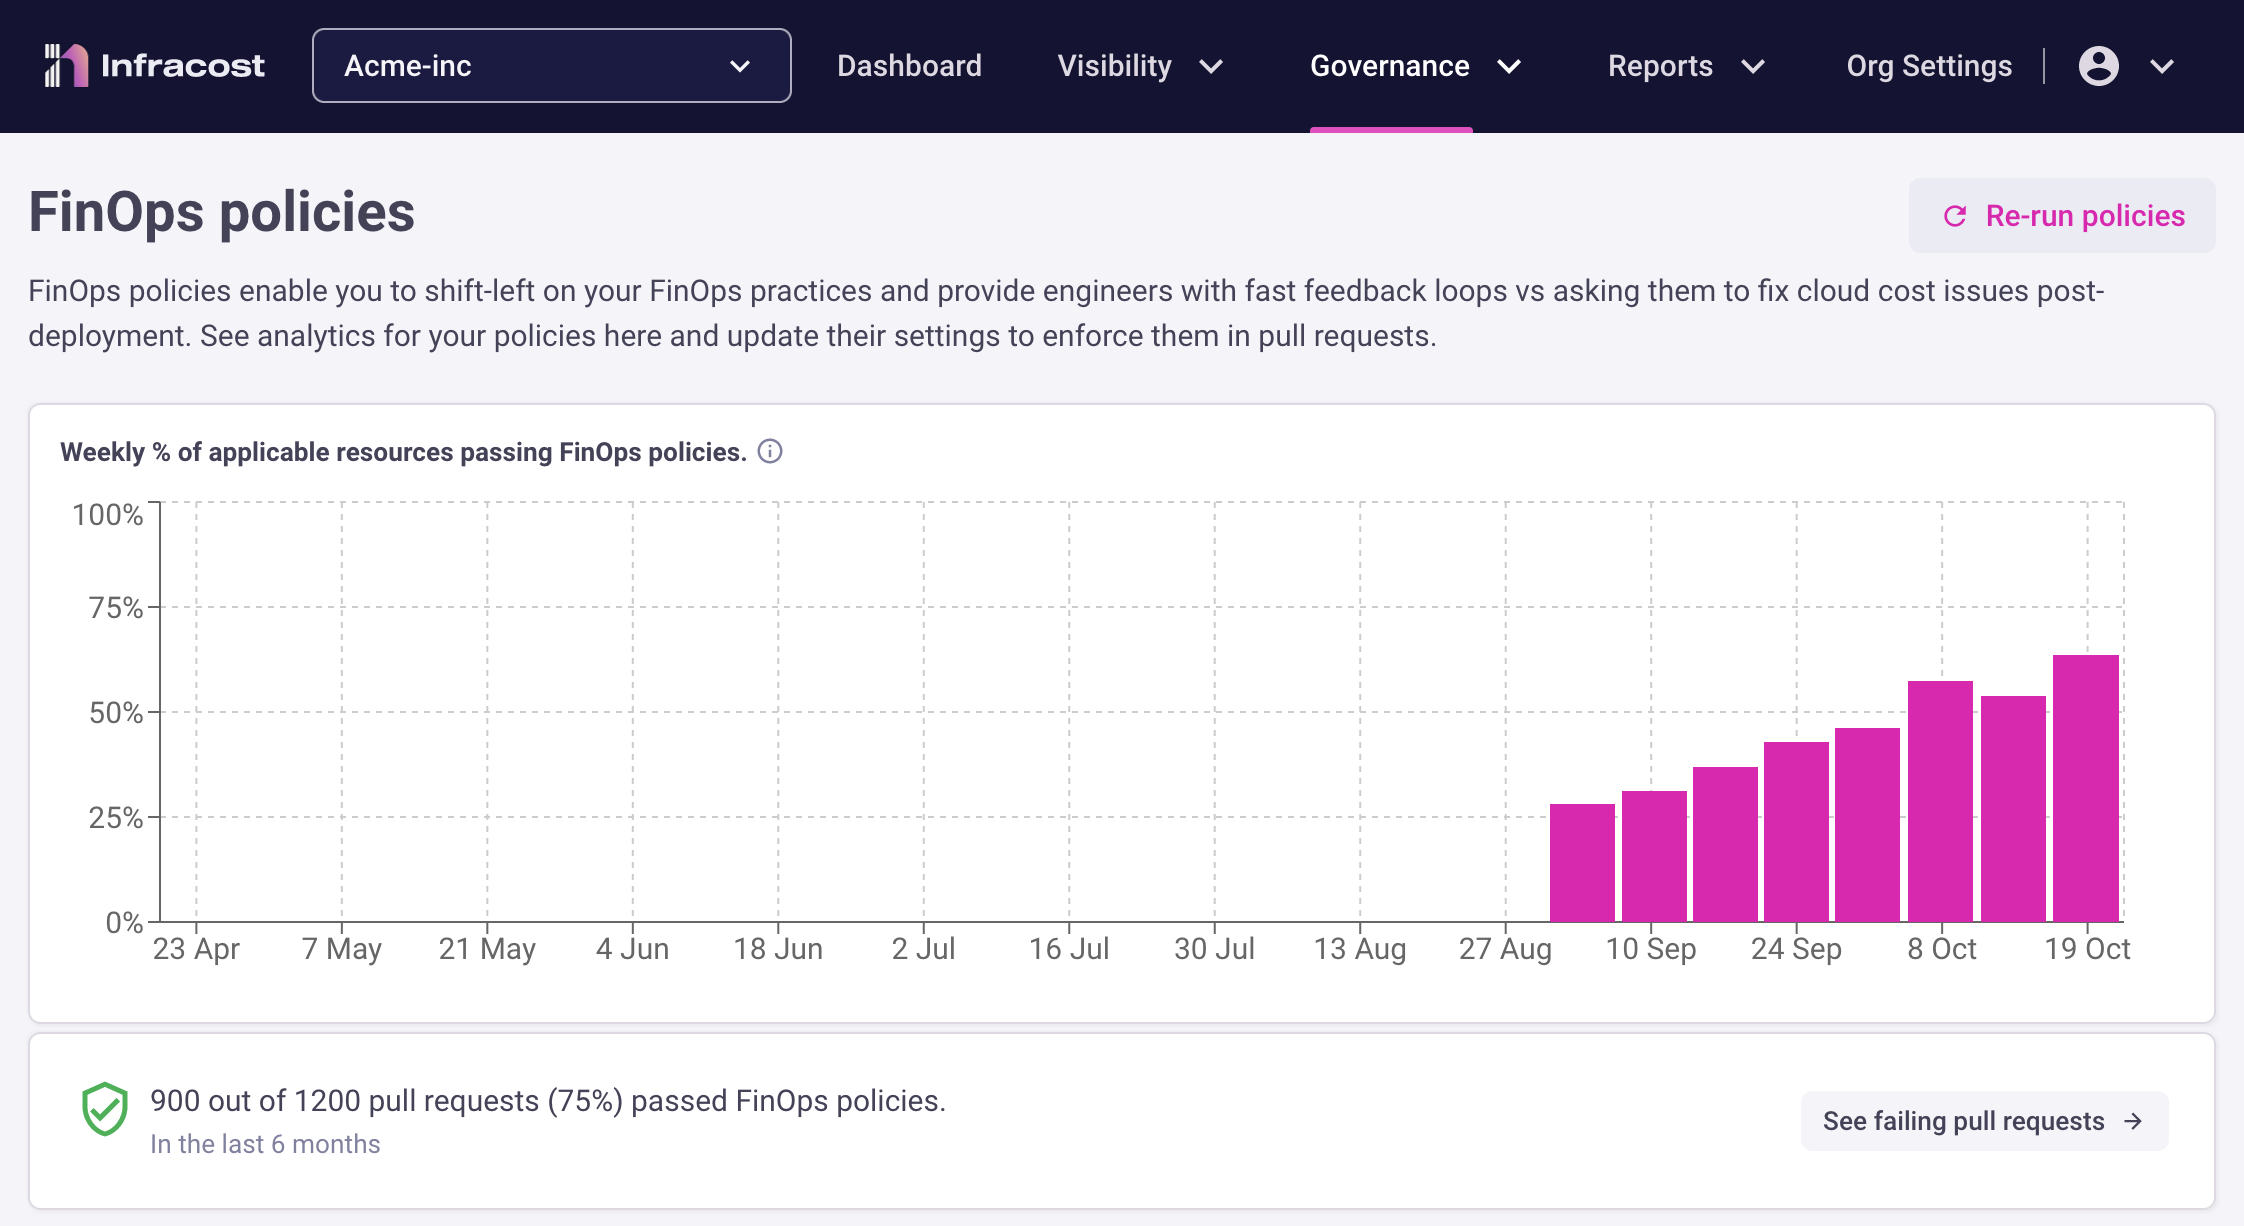 Infracost
Acme-inc
Dashboard
Visibility
Governance
Reports
Org Settings
FinOps policies
Re-run policies
FinOps policies enable you to shift-left on your FinOps practices and provide engineers with fast feedback loops vs asking them to fix cloud cost issues post-
deployment. See analytics for your policies here and update their settings to enforce them in pull requests.
Weekly % of applicable resources passing FinOps policies.
100%
75%
50%
25%
0%
23 Apr
7 May
21 May
4 Jun
18 Jun
2 Jul
16 Jul
30 Jul
13 Aug
27 Aug
10 Sep
24 Sep
8 Oct
19 Oct
900 out of 1200 pull requests (75%) passed FinOps policies.
In the last 6 months
See failing pull requests →